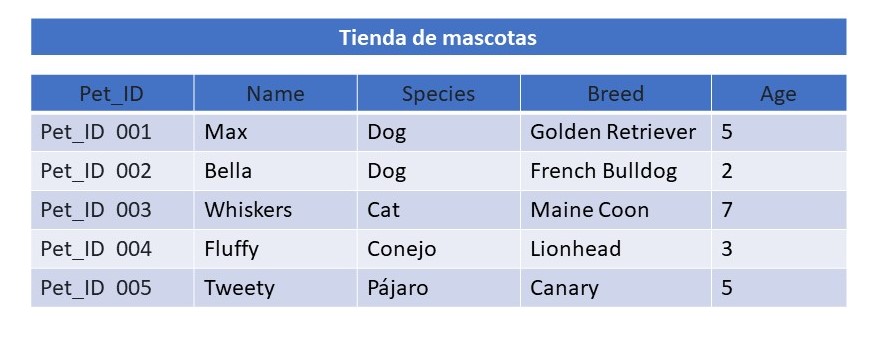 Tienda de mascotas
Pet_ID Name Species Breed Age
Pet_ID 001 Max Dog Golden Retriever 5
Pet_ID 002 Bella Dog French Bulldog 2
Pet_ID 003 Whiskers Cat Maine Coon 7
Pet_ID 004 Fluffy Conejo Lionhead 3
Pet_ID 005 Tweety Pájaro Canary 5